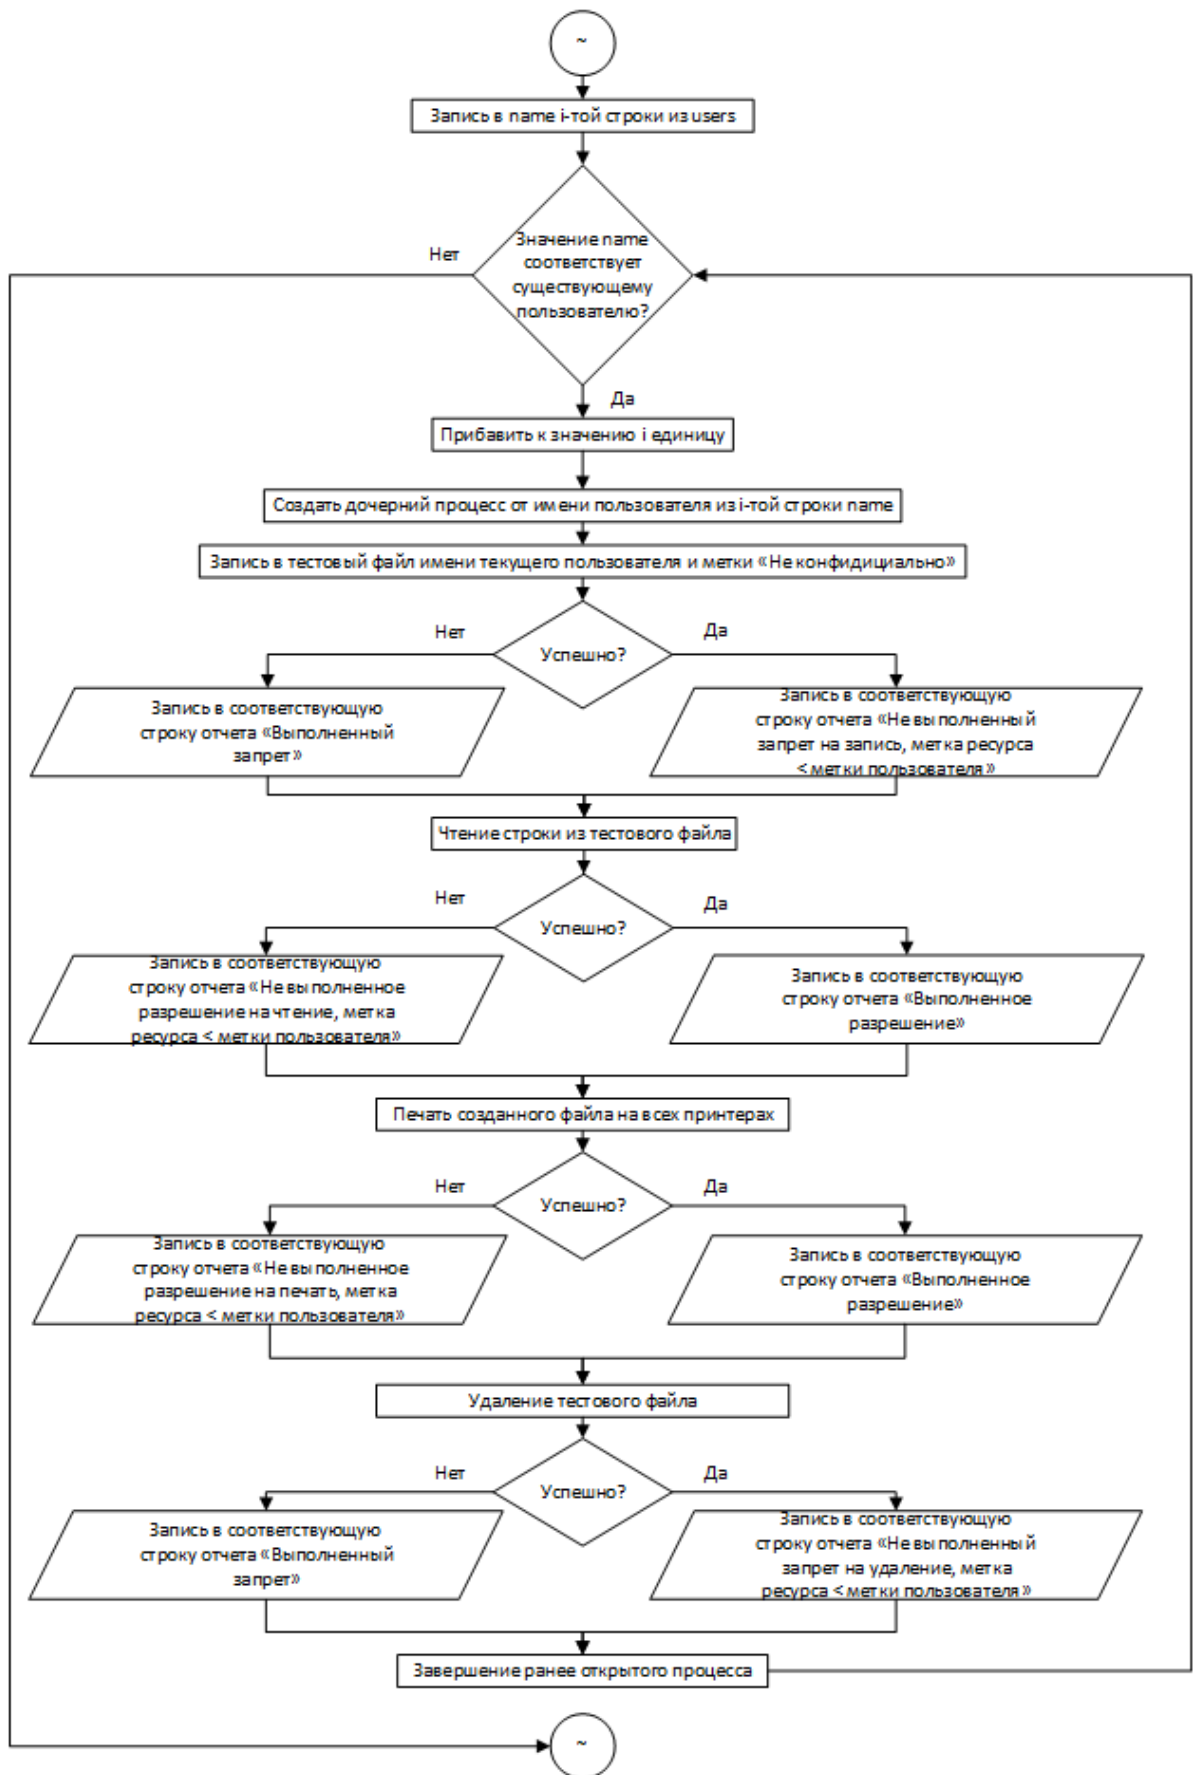 ~
Запись в name i-той строки из users
Нет
Значение name
соответствует
существующему
пользователю?
Да
Прибавить к значению i единицу
Создать дочерний процесс от имени пользователя из i-той строки name
Запись в тестовый файл имени текущего пользователя и метки «Не конфидициально»
Нет
Успешно?
Да
Запись в соответствующую
строку отчета «Выполненный
запрет»
Запись в соответствующую
строку отчета «Не выполненный
запрет на запись, метка ресурса
< метки пользователя»
Чтение строки из тестового файла
Нет
Успешно?
Да
Запись в соответствующую
строку отчета «Не выполненное
разрешение на чтение, метка
ресурса < метки пользователя»
Запись в соответствующую
строку отчета «Выполненное
разрешение»
Печать созданного файла на всех принтерах
Нет
Успешно?
Да
Запись в соответствующую
строку отчета «Не выполненное
разрешение на печать, метка
ресурса < метки пользователя»
Запись в соответствующую
строку отчета «Выполненное
разрешение»
Удаление тестового файла
Нет
Успешно?
Да
Запись в соответствующую
строку отчета «Выполненный
запрет»
Запись в соответствующую
строку отчета «Не выполненный
запрет на удаление, метка
ресурса < метки пользователя»
Завершение ранее открытого процесса
~